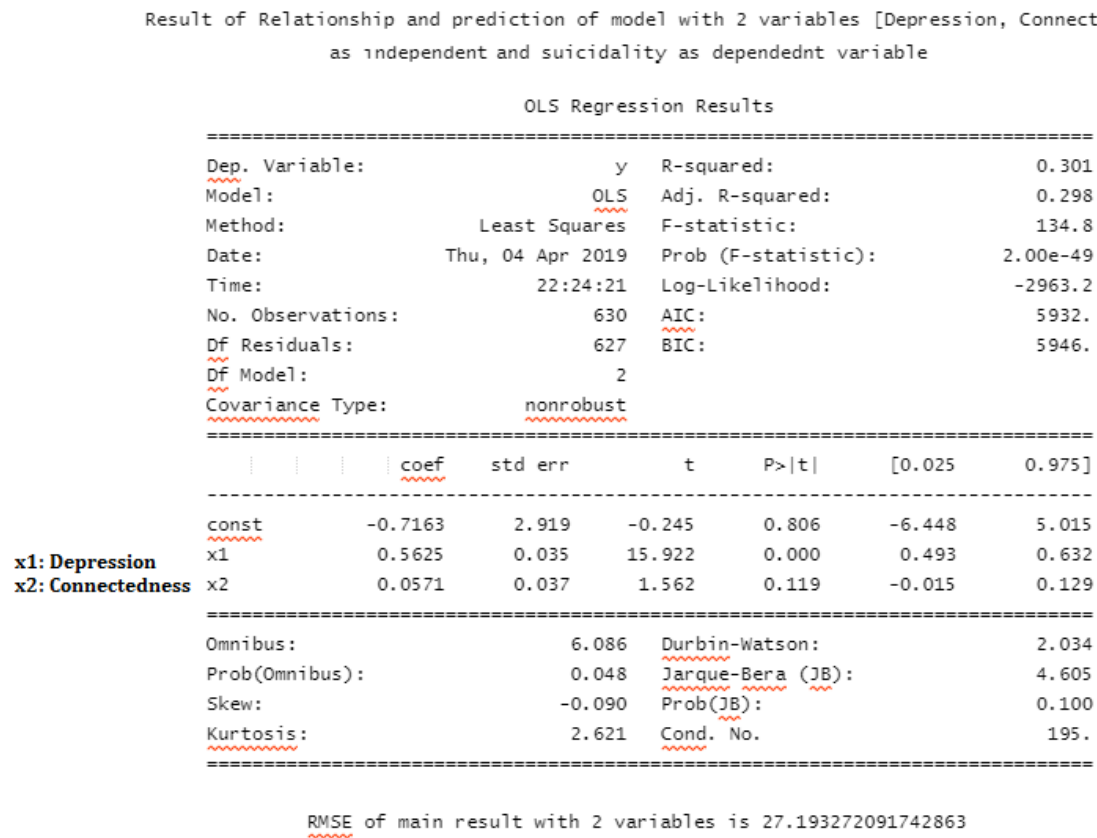 Result of Relationship and prediction of model with 2 variables [Depression, Connect
as independent and suicidality as dependednt variable
OLS Regression Results
==============================================================================
Dep. Variable: y R-squared: 0.301
Model: OLS Adj. R-squared: 0.298
Method: Least Squares F-statistic: 134.8
Date: Thu, 04 Apr 2019 Prob (F-statistic): 2.00e-49
Time: 22:24:21 Log-Likelihood: -2963.2
No. Observations: 630 AIC: 5932.
Df Residuals: 627 BIC: 5946.
Df Model: 2
Covariance Type: nonrobust
==============================================================================
coef std err t P>|t| [0.025 0.975]
------------------------------------------------------------------------------
const -0.7163 2.919 -0.245 0.806 -6.448 5.015
x1: Depression x1 0.5625 0.035 15.922 0.000 0.493 0.632
x2: Connectedness x2 0.0571 0.037 1.562 0.119 -0.015 0.129
==============================================================================
Omnibus: 6.086 Durbin-Watson: 2.034
Prob(Omnibus): 0.048 Jarque-Bera (JB): 4.605
Skew: -0.090 Prob(JB): 0.100
Kurtosis: 2.621 Cond. No. 195.
==============================================================================
RMSE of main result with 2 variables is 27.193272091742863